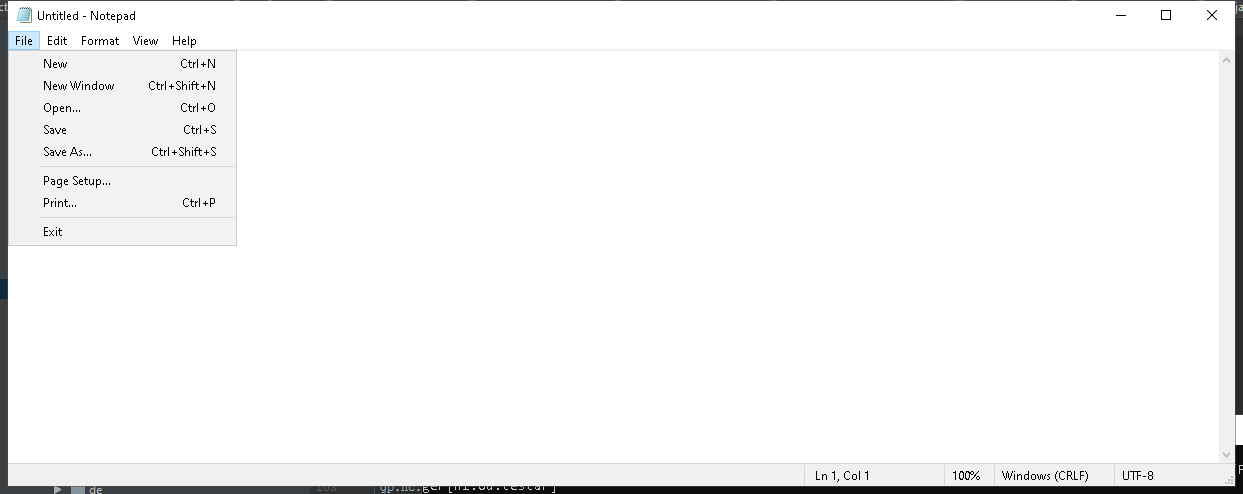 Untitled - Notepad
File Edit Format View Help
New Ctrl+N
New Window Ctrl+Shift+N
Open... Ctrl+O
Save Ctrl+S
Save As... Ctrl+Shift+S
Page Setup...
Print... Ctrl+P
Exit
Ln 1, Col 1 100% Windows (CRLF) UTF-8
de